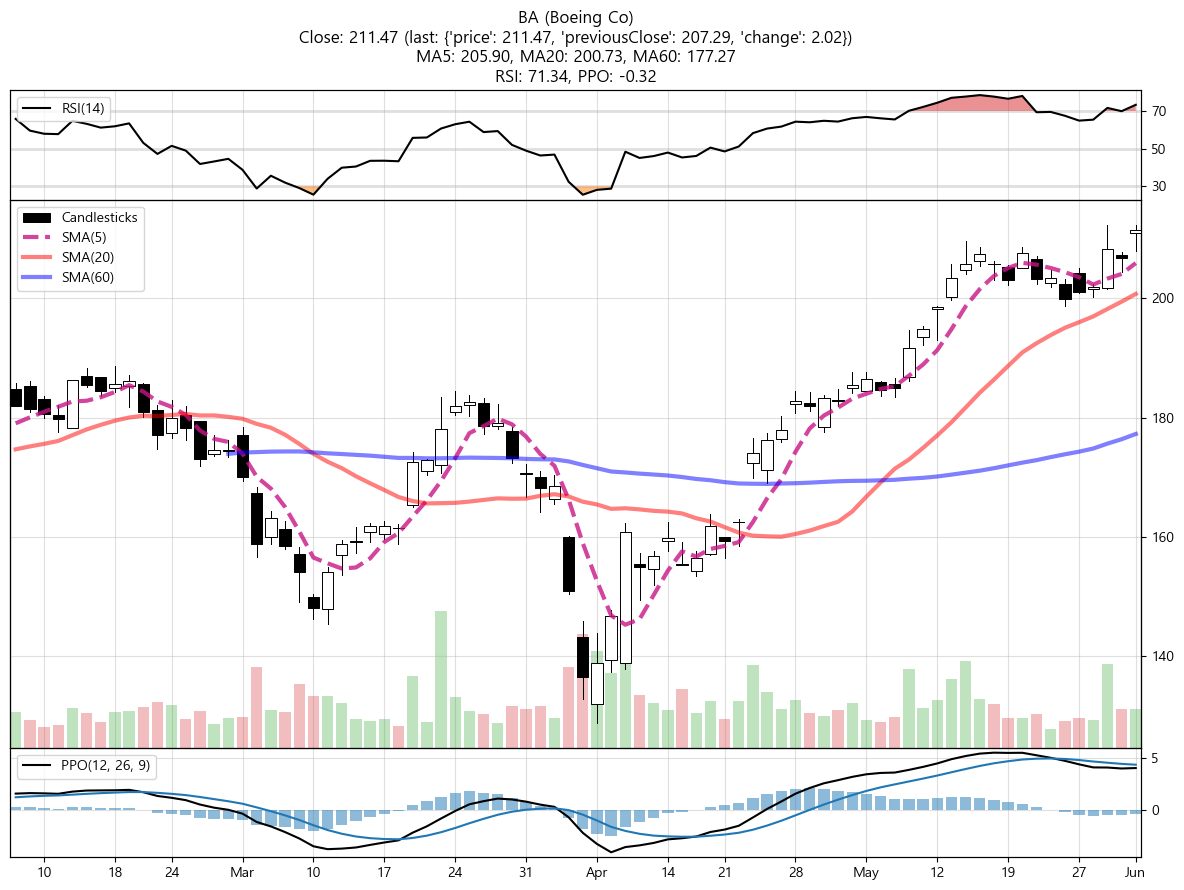 BA (Boeing Co)
Close: 211.47 (last: {'price': 211.47, 'previousClose': 207.29, 'change': 2.02})
MA5: 205.90, MA20: 200.73, MA60: 177.27
RSI: 71.34, PPO: -0.32
RSI(14)
70
50
30
Candlesticks
SMA(5)
SMA(20)
SMA(60)
200
180
160
140
PPO(12, 26, 9)
5
0
10 18 24 Mar 10 17 24 31 Apr 14 21 28 May 12 19 27 Jun